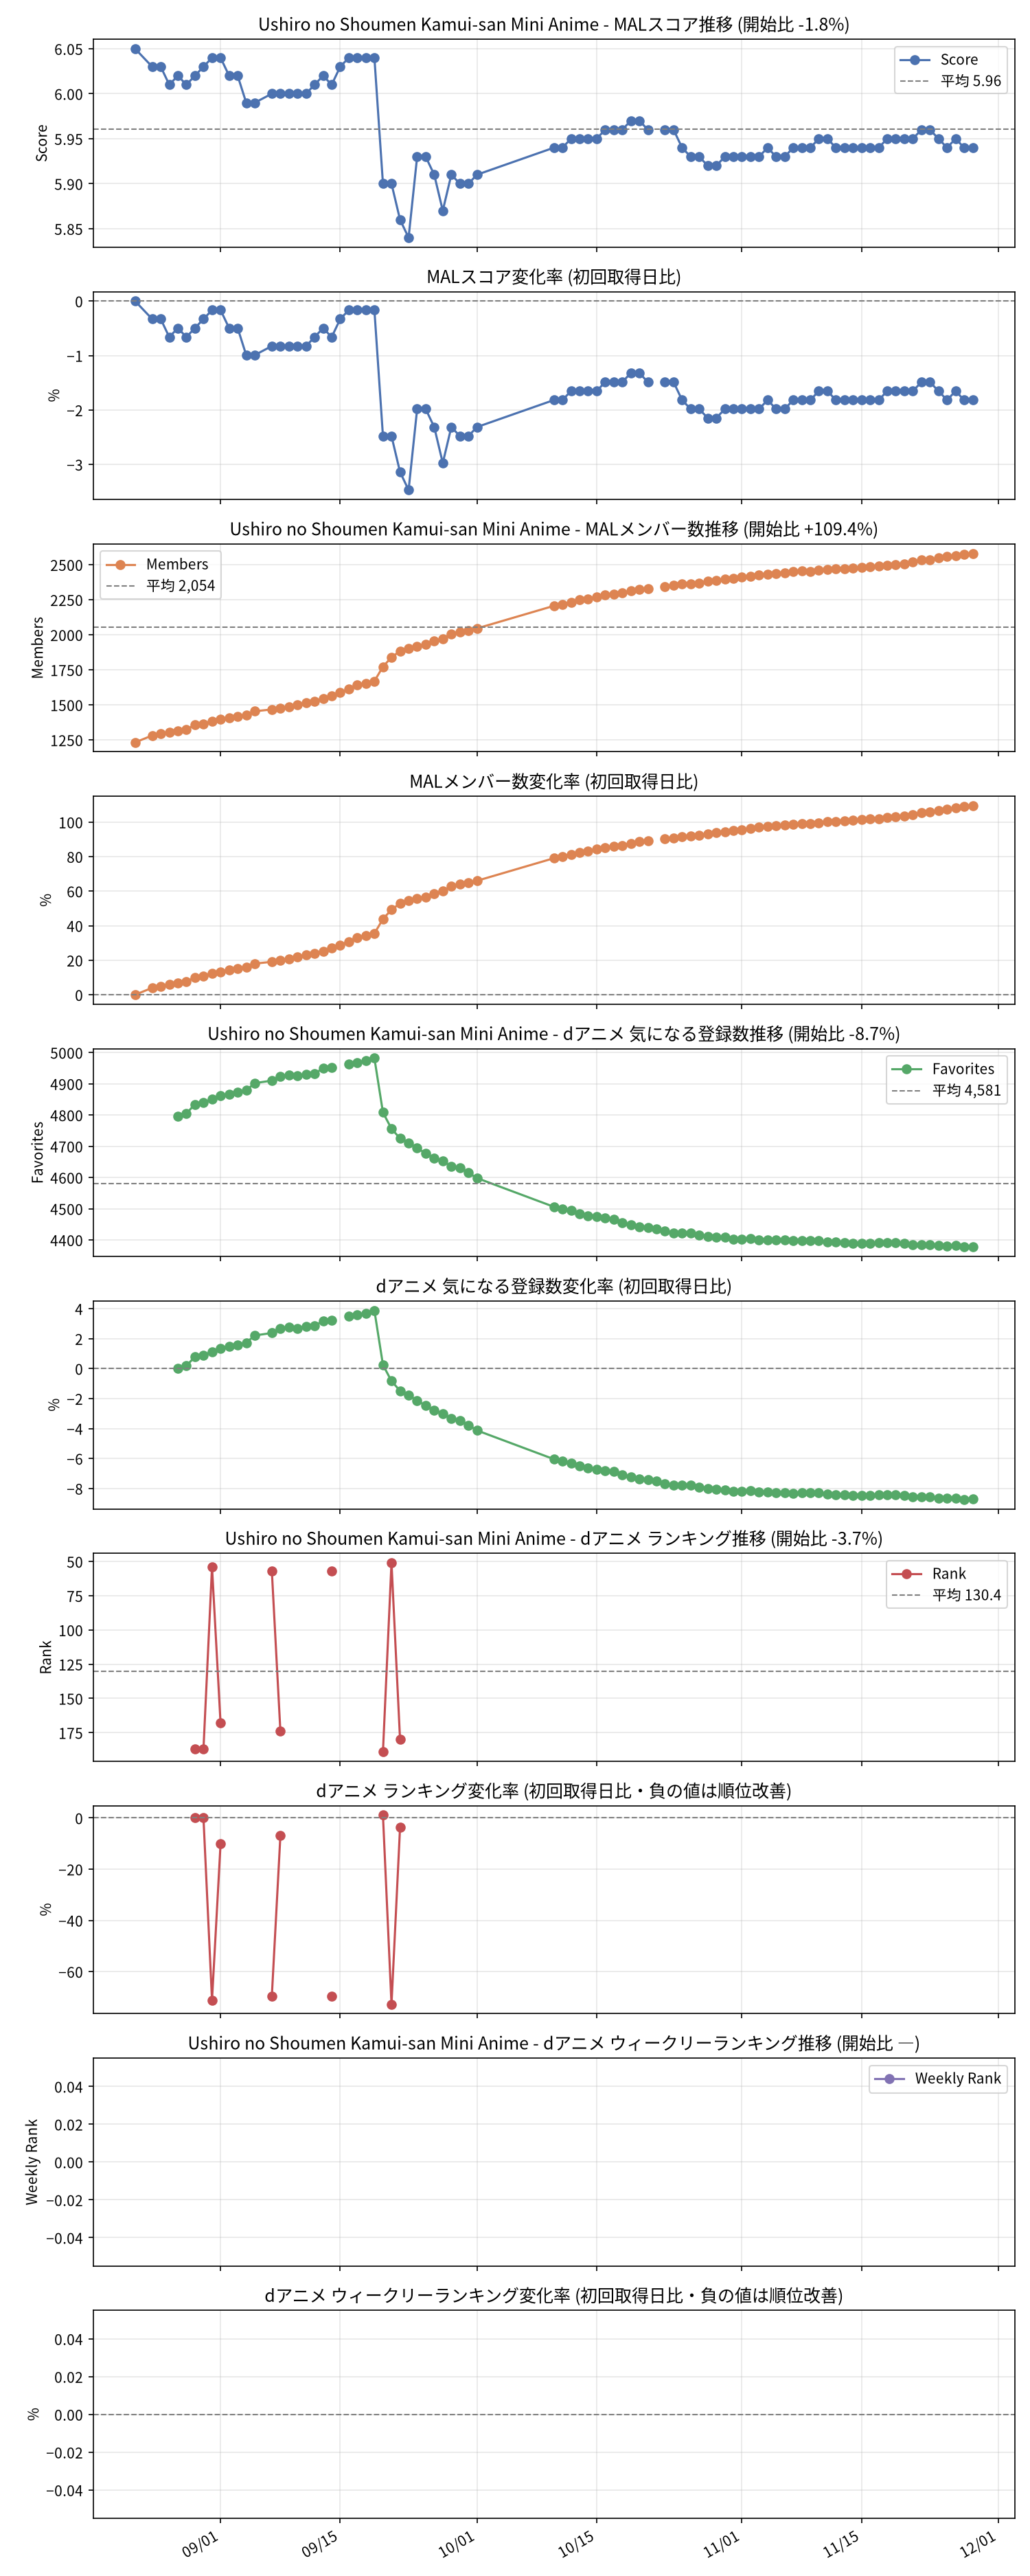 Ushiro no Shoumen Kamui-san Mini Anime - MALスコア推移 (開始比 -1.8%)
6.05
6.00
5.95
5.90
5.85
Score
Score
平均 5.96
MALスコア変化率 (初回取得日比)
0
−1
−2
−3
%
Ushiro no Shoumen Kamui-san Mini Anime - MALメンバー数推移 (開始比 +109.4%)
2500
2250
2000
1750
1500
1250
Members
Members
平均 2,054
MALメンバー数変化率 (初回取得日比)
100
80
60
40
20
0
%
Ushiro no Shoumen Kamui-san Mini Anime - dアニメ 気になる登録数推移 (開始比 -8.7%)
5000
4900
4800
4700
4600
4500
4400
Favorites
Favorites
平均 4,581
dアニメ 気になる登録数変化率 (初回取得日比)
4
2
0
−2
−4
−6
−8
%
Ushiro no Shoumen Kamui-san Mini Anime - dアニメ ランキング推移 (開始比 -3.7%)
50
75
100
125
150
175
Rank
Rank
平均 130.4
dアニメ ランキング変化率 (初回取得日比・負の値は順位改善)
0
−20
−40
−60
%
Ushiro no Shoumen Kamui-san Mini Anime - dアニメ ウィークリーランキング推移 (開始比 —)
0.04
0.02
0.00
−0.02
−0.04
Weekly Rank
Weekly Rank
dアニメ ウィークリーランキング変化率 (初回取得日比・負の値は順位改善)
0.04
0.02
0.00
−0.02
−0.04
%
09/01
09/15
10/01
10/15
11/01
11/15
12/01